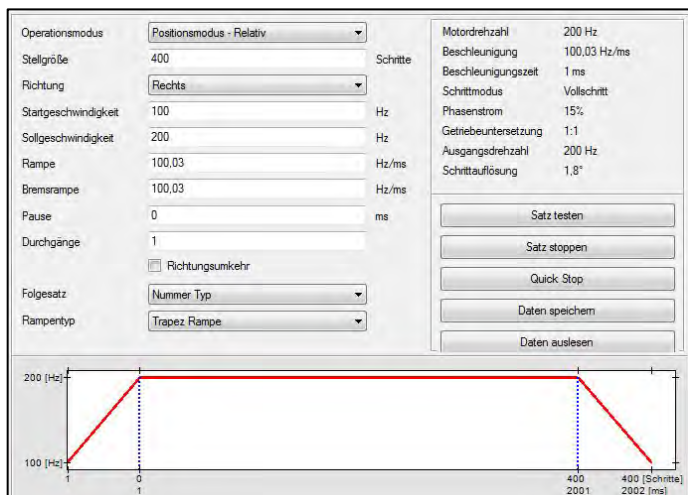 Operationsmodus Positionsmodus - Relativ
Stellgröße 400 Schritte
Richtung Rechts
Startgeschwindigkeit 100 Hz
Sollgeschwindigkeit 200 Hz
Rampe 100,03 Hz/ms
Bremsrampe 100,03 Hz/ms
Pause 0 ms
Durchgänge 1
Richtungsumkehr
Folgesatz Nummer Typ
Rampentyp Trapez Rampe
Motordrehzahl 200 Hz
Beschleunigung 100,03 Hz/ms
Beschleunigungszeit 1 ms
Schrittmodus Vollschritt
Phasenstrom 15%
Getriebeuntersetzung 1:1
Ausgangsdrehzahl 200 Hz
Schrittauflösung 1,8°
Satz testen
Satz stoppen
Quick Stop
Daten speichern
Daten auslesen
200 [Hz]
100 [Hz]
1 0 400 400 [Schritte]
1 2001 2002 [ms]